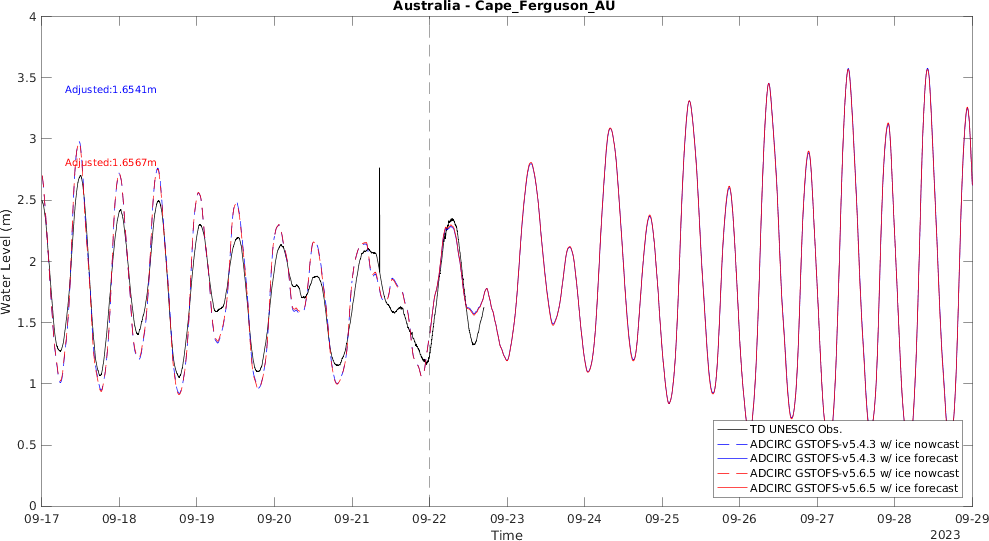 Australia - Cape_Ferguson_AU
Water Level (m)
4
3.5
3
2.5
2
1.5
1
0.5
0
Adjusted:1.6541m
Adjusted:1.6567m
TD UNESCO Obs.
ADCIRC GSTOFS-v5.4.3 w/ ice nowcast
ADCIRC GSTOFS-v5.4.3 w/ ice forecast
ADCIRC GSTOFS-v5.6.5 w/ ice nowcast
ADCIRC GSTOFS-v5.6.5 w/ ice forecast
09-17 09-18 09-19 09-20 09-21 09-22 09-23 09-24 09-25 09-26 09-27 09-28 09-29
Time
2023